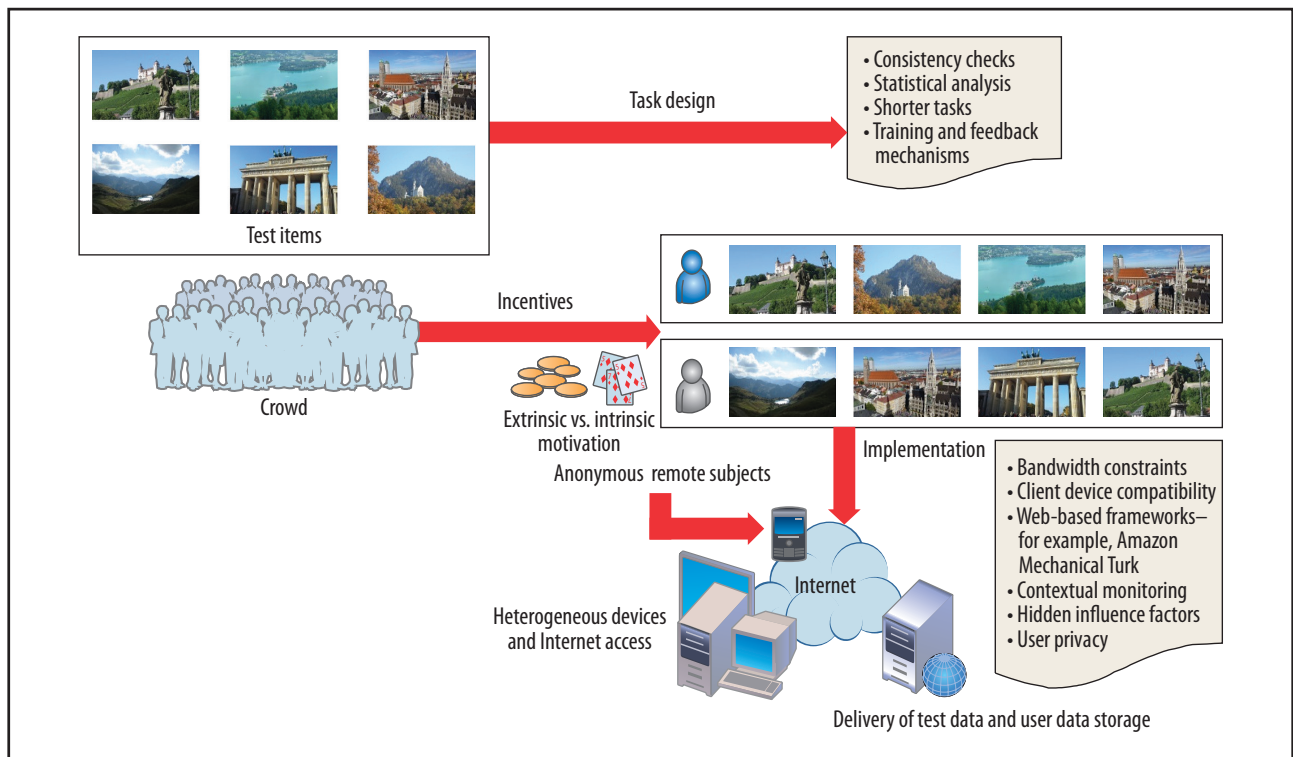 Test items
Task design
• Consistency checks
• Statistical analysis
• Shorter tasks
• Training and feedback
mechanisms
Crowd
Incentives
Extrinsic vs. intrinsic
motivation
Anonymous remote subjects
Implementation
• Bandwidth constraints
• Client device compatibility
• Web-based frameworks–
for example, Amazon
Mechanical Turk
• Contextual monitoring
• Hidden influence factors
• User privacy
Internet
Heterogeneous devices
and Internet access
Delivery of test data and user data storage